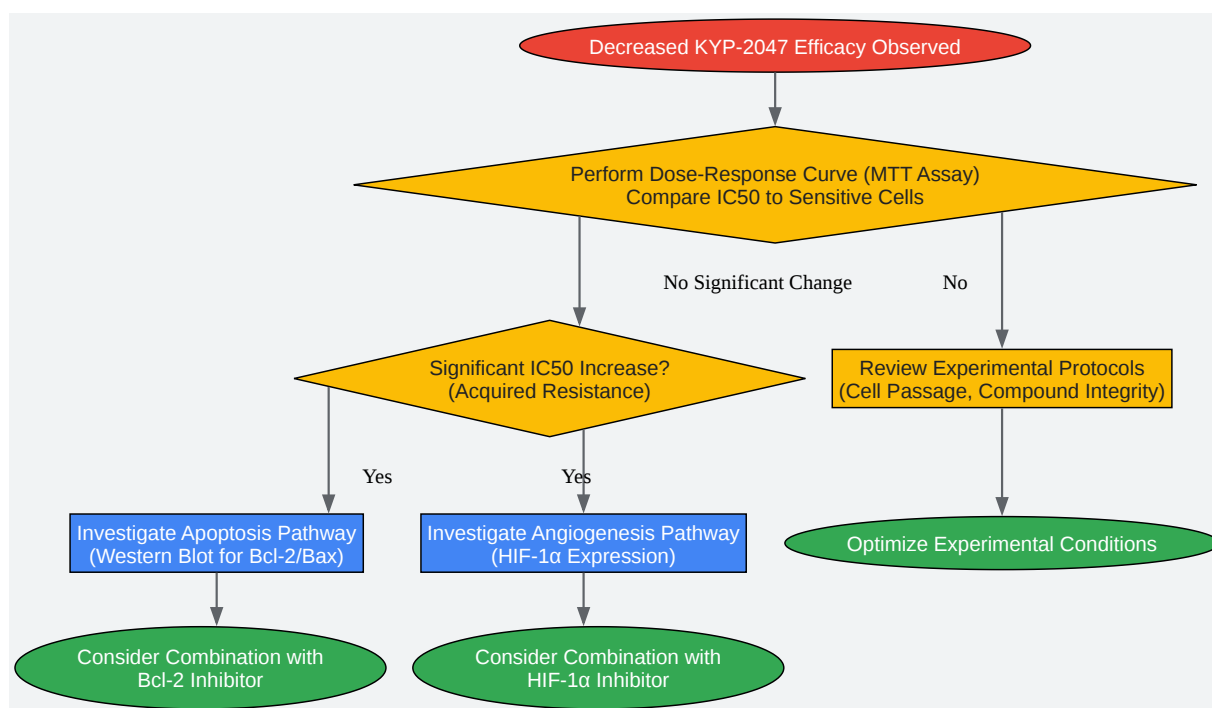 Decreased KYP-2047 Efficacy Observed
Perform Dose-Response Curve (MTT Assay)
Compare IC50 to Sensitive Cells
No Significant Change
No
Significant IC50 Increase?
(Acquired Resistance)
Review Experimental Protocols
(Cell Passage, Compound Integrity)
Yes
Yes
Investigate Apoptosis Pathway
(Western Blot for Bcl-2/Bax)
Investigate Angiogenesis Pathway
(HIF-1α Expression)
Optimize Experimental Conditions
Consider Combination with
Bcl-2 Inhibitor
Consider Combination with
HIF-1α Inhibitor